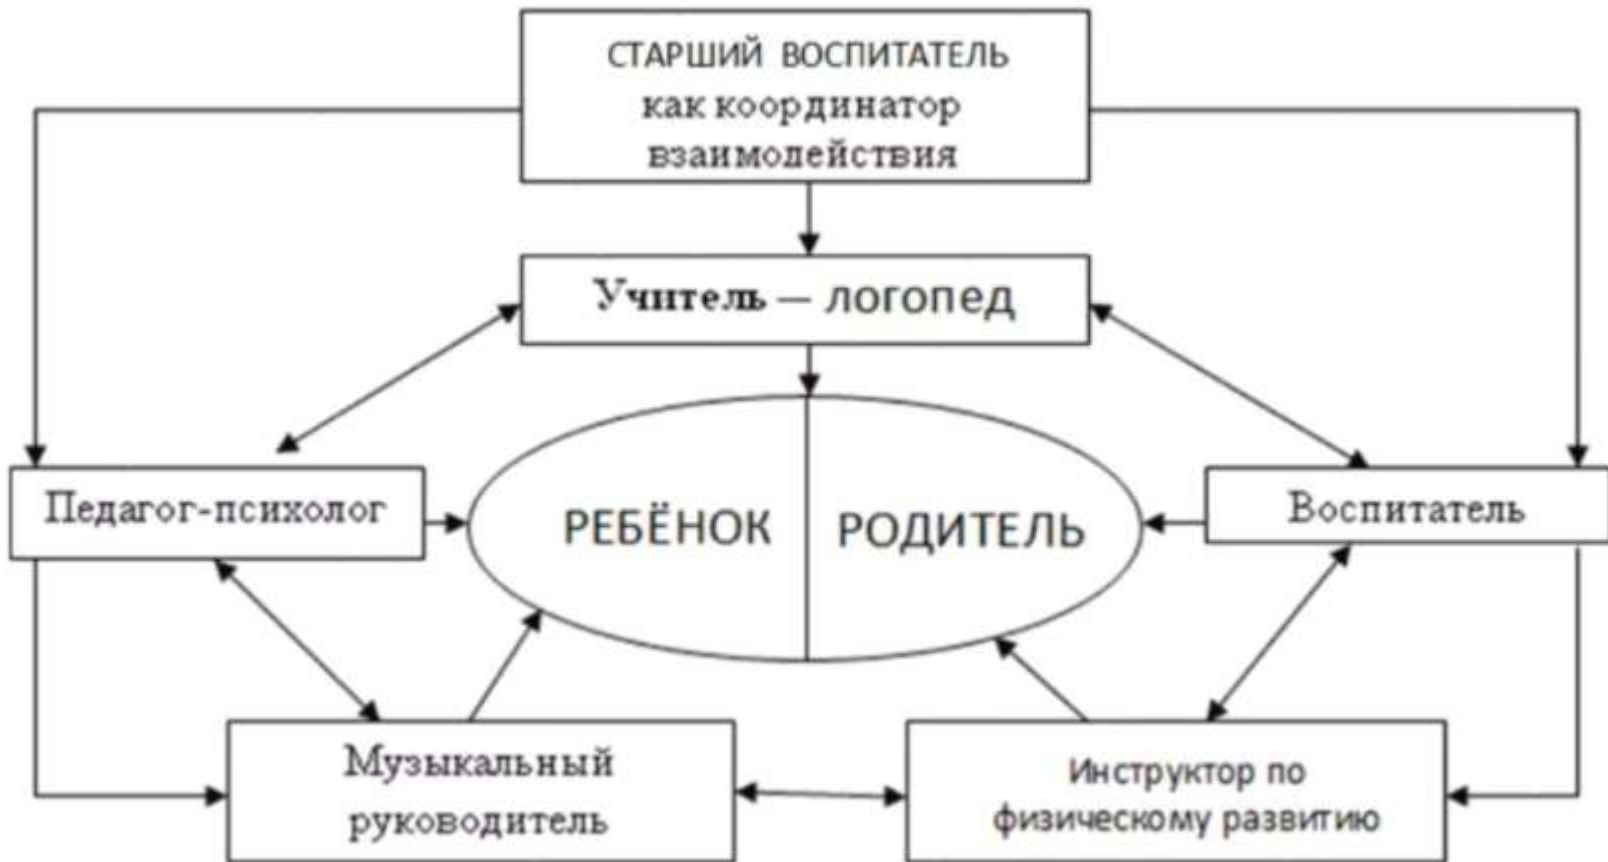 СТАРШИЙ ВОСПИТАТЕЛЬ
как координатор
взаимодействия
Учитель – ЛОГОПЕД
Педагог-психолог
РЕБЁНОК
РОДИТЕЛЬ
Воспитатель
Музыкальный
руководитель
Инструктор по
физическому развитию